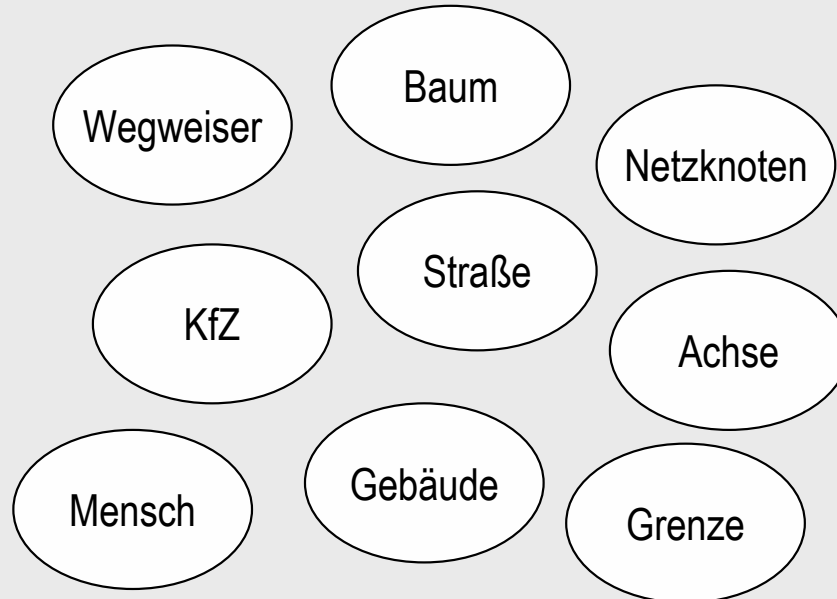 Baum
Wegweiser
Netzknoten
Straße
KfZ
Achse
Gebäude
Mensch
Grenze